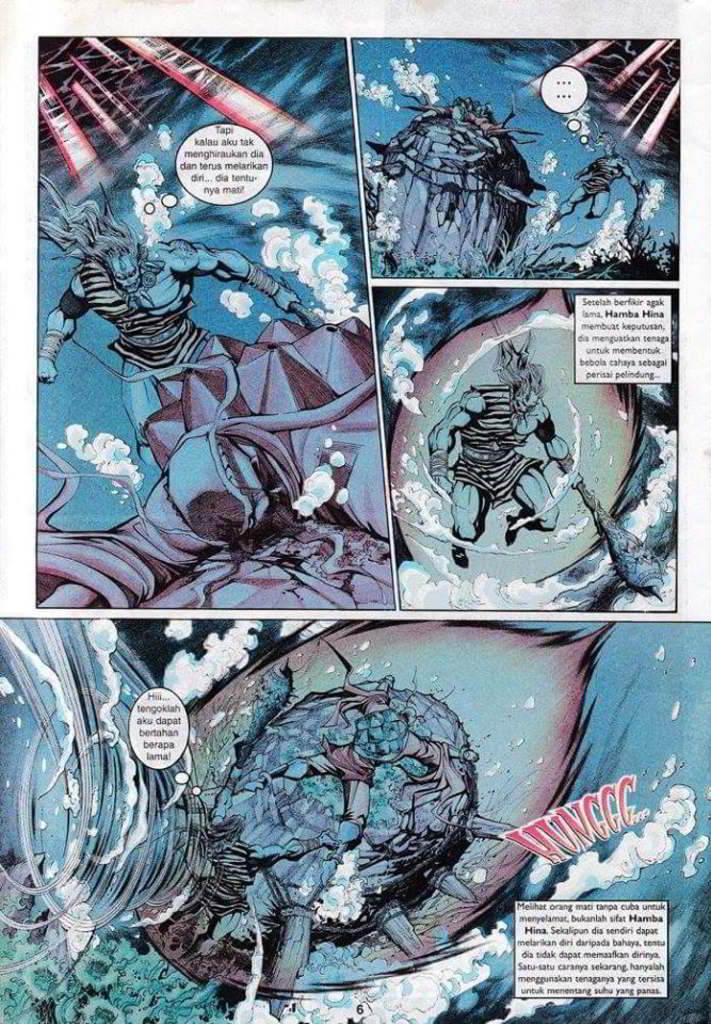 Tapi
kalau aku tak
menghiraukan dia
dan terus melarikan
diri... dia tentu-
nya mati!
...
...
Setelah berfikir agak
lama, Hamba Hina
membuat keputusan,
dia menguatkan tenaga
untuk membentuk
bebola cahaya sebagai
perisai pelindung...
Hiii...
tengoklah
aku dapat
bertahan
berapa
lama!
HUNGGG...
Melihat orang mati tanpa cuba untuk
menyelamat, bukanlah sifat Hamba
Hina. Sekalipun dia sendiri dapat
melarikan diri daripada bahaya, tentu
dia tidak dapat memaafkan dirinya.
Satu-satu caranya sekarang, hanyalah
menggunakan tenaganya yang tersisa
untuk menentang suhu yang panas.
6